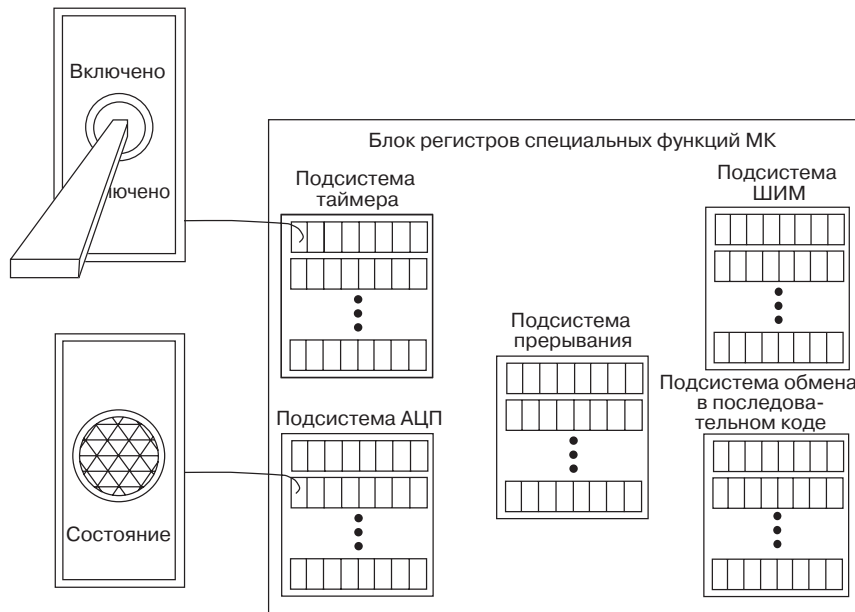 Включено
ючено
Блок регистров специальных функций МК
Подсистема
таймера
Подсистема
ШИМ
Подсистема
прерывания
Подсистема обмена
в последова-
тельном коде
Подсистема АЦП
Состояние